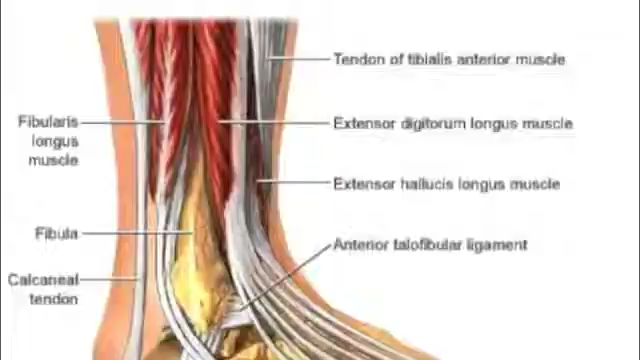 Tendon of tibialis anterior muscle
Fibularis
longus
muscle
Extensor digitorum longus muscle
Extensor hallucis longus muscle
Fibula
Anterior talofibular ligament
Calcaneal
tendon